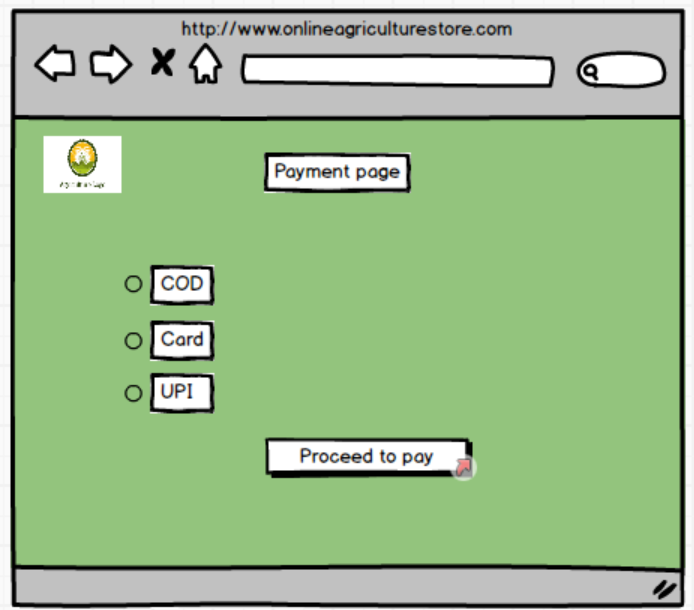 http://www.onlineagriculturestore.com
Payment page
COD
Card
UPI
Proceed to pay